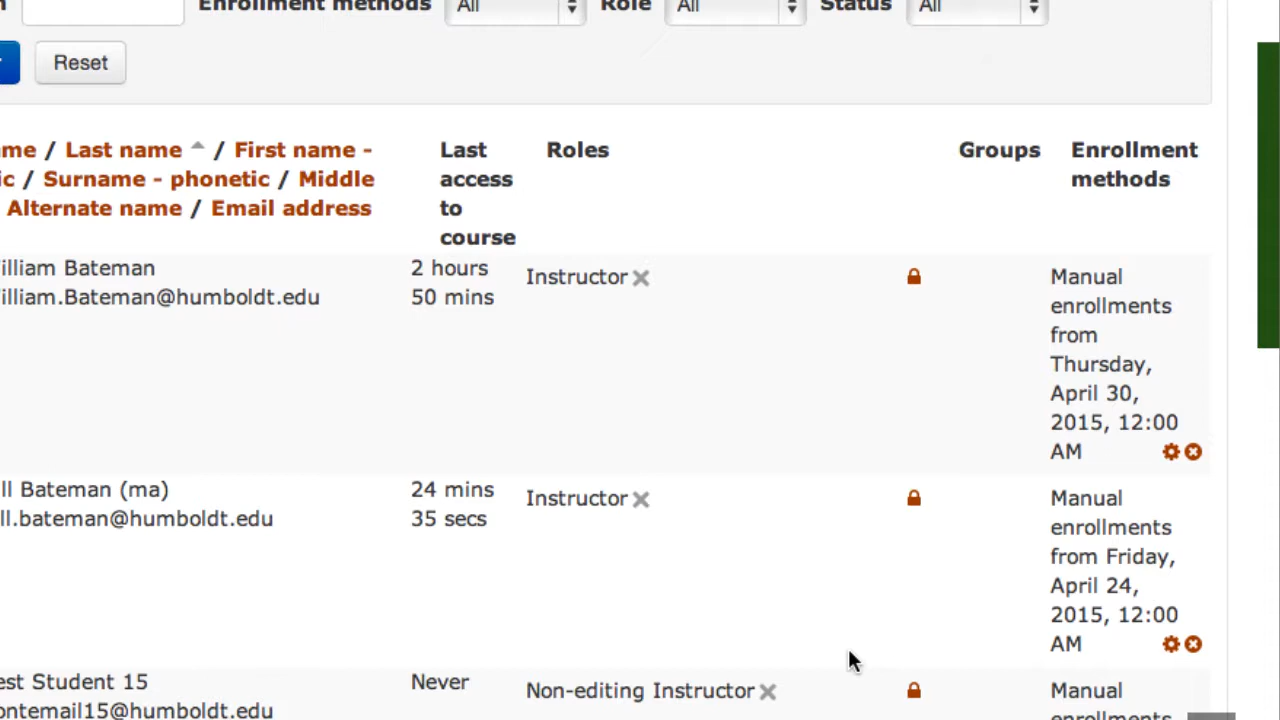 Enrollment methods All Role All Status All
Reset
me / Last name / First name -
ic / Surname - phonetic / Middle
Alternate name / Email address
Last
access
to
course
Roles
Groups
Enrollment
methods
illiam Bateman
illiam.Bateman@humboldt.edu
2 hours
50 mins
Instructor
Manual
enrollments
from
Thursday,
April 30,
2015, 12:00
AM
ll Bateman (ma)
ll.bateman@humboldt.edu
24 mins
35 secs
Instructor
Manual
enrollments
from Friday,
April 24,
2015, 12:00
AM
est Student 15
ontemail15@humboldt.edu
Never
Non-editing Instructor
Manual
enrollments